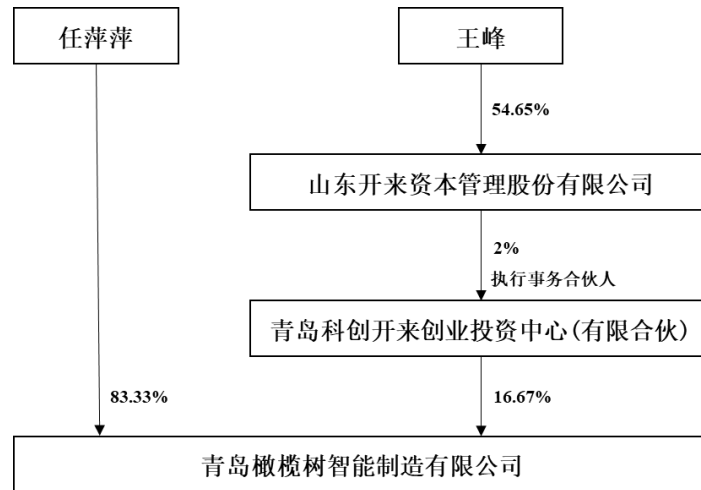 任萍萍
王峰
54.65%
山东开来资本管理股份有限公司
2%
执行事务合伙人
青岛科创开来创业投资中心(有限合伙)
83.33%
16.67%
青岛橄榄树智能制造有限公司